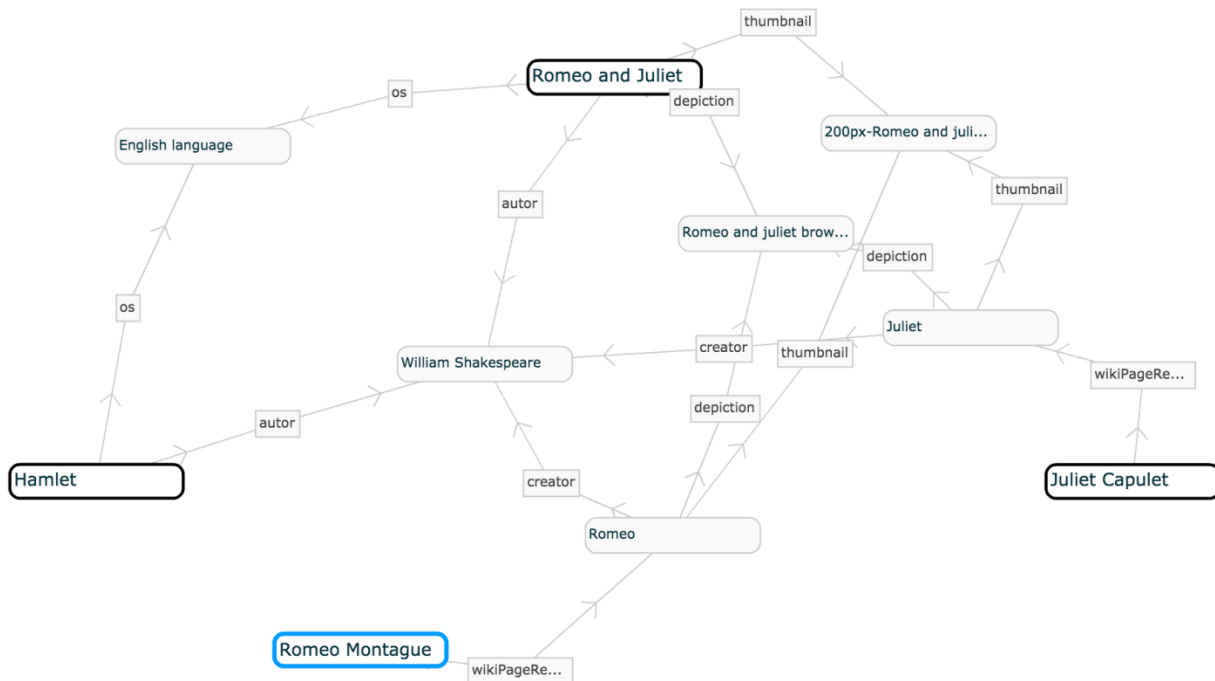 thumbnail
Romeo and Juliet
os
depiction
English language
200px-Romeo and juli...
thumbnail
autor
Romeo and juliet brow...
depiction
os
Juliet
creator
thumbnail
William Shakespeare
wikiPageRe...
depiction
autor
Hamlet
creator
Juliet Capulet
Romeo
Romeo Montague
wikiPageRe...